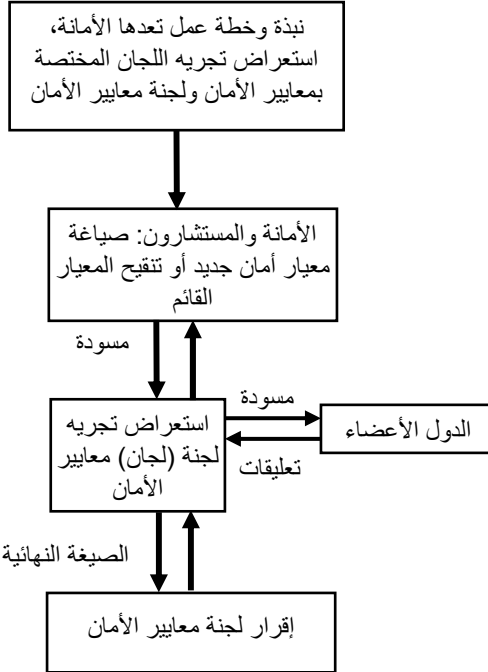 نبذة وخطة عمل تعدها الأمانة،
استعراض تجريه اللجان المختصة
بمعايير الأمان ولجنة معايير الأمان
الأمانة والمستشارون: صياغة
معيار أمان جديد أو تنقيح المعيار
القائم
مسودة
استعراض تجريه
لجنة (لجان) معايير
الأمان
مسودة
الدول الأعضاء
تعليقات
الصيغة النهائية
إقرار لجنة معايير الأمان